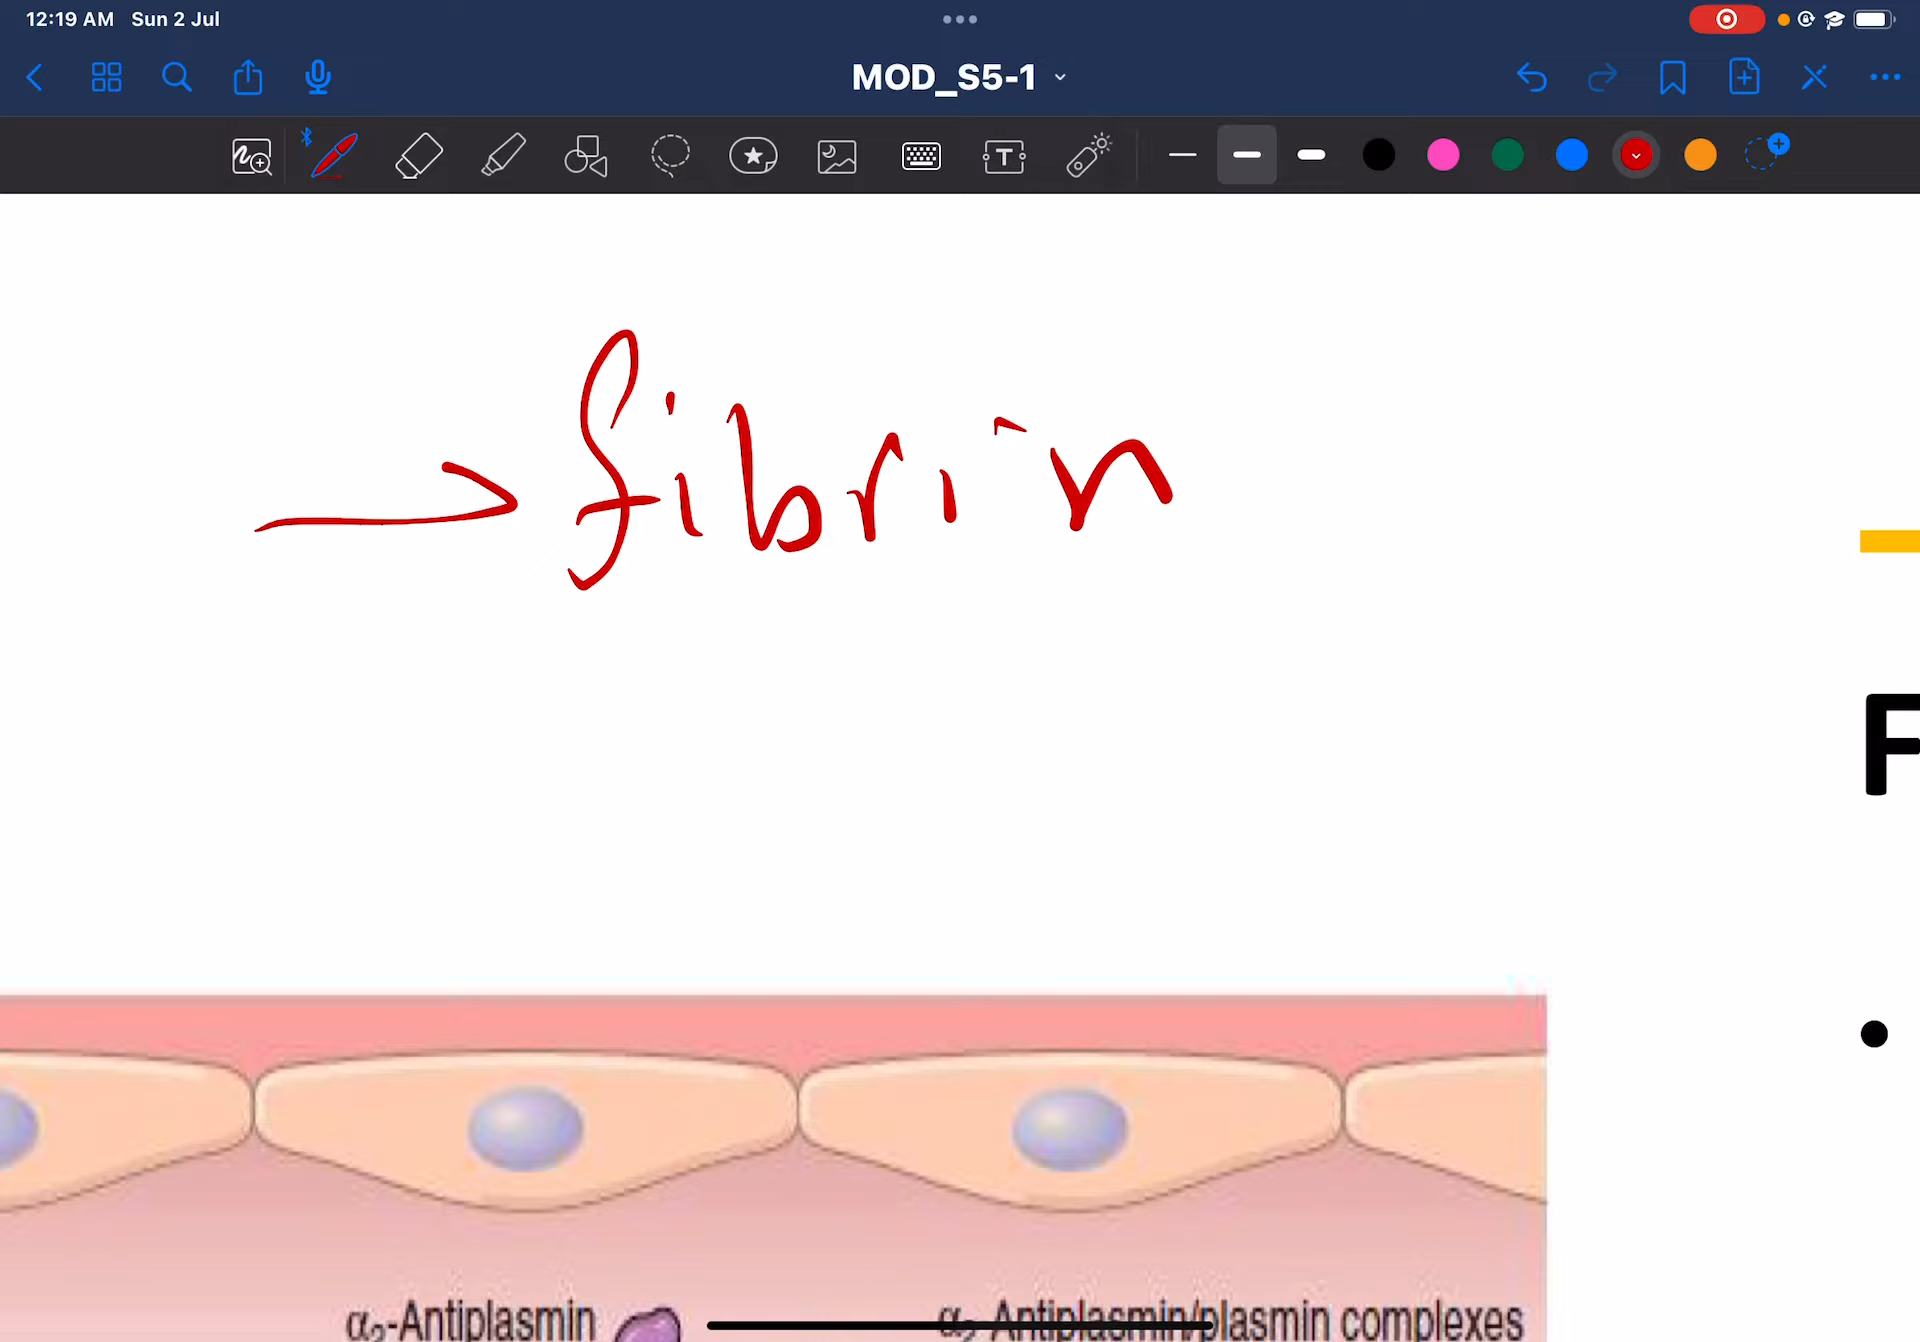 12:19 AM Sun 2 Jul
MOD_S5-1
T
→ fibrin
F
•
α₂-Antiplasmin
α₂-Antiplasmin/plasmin complexes